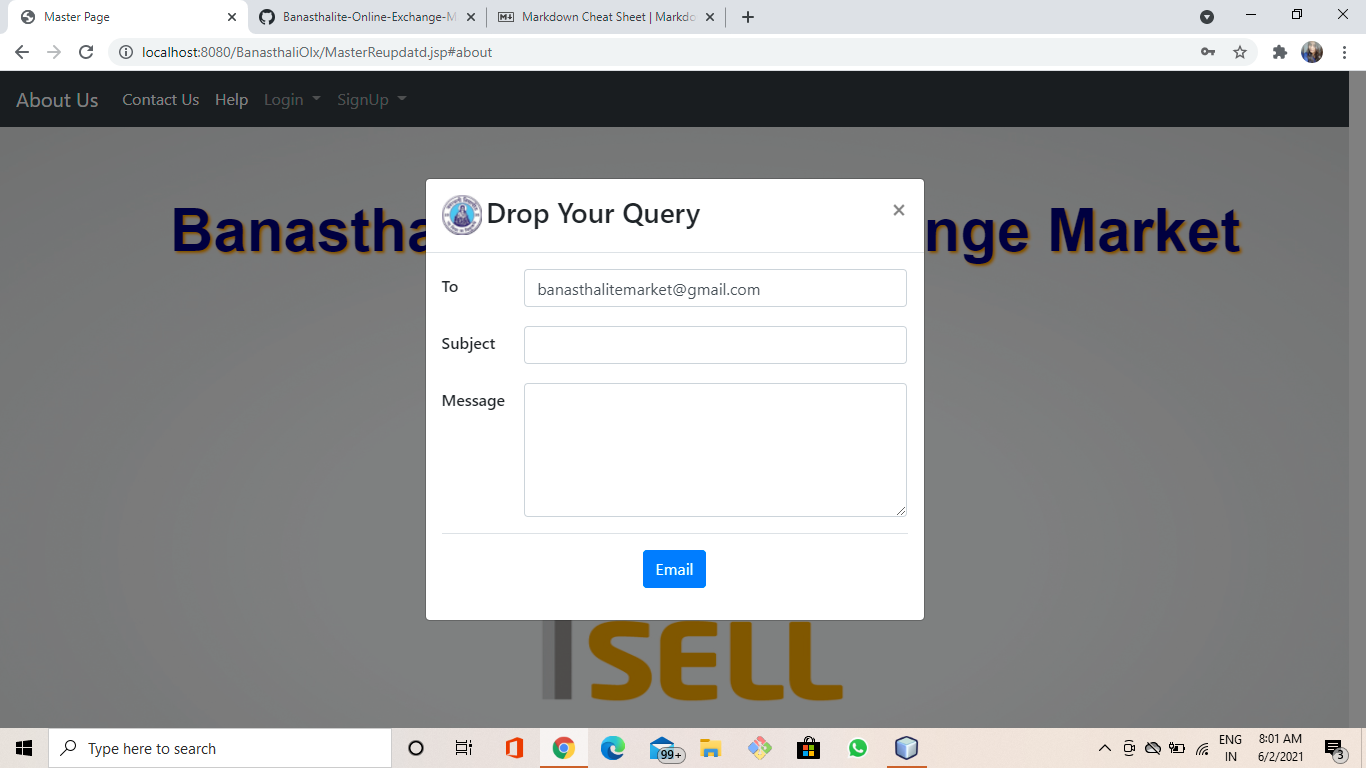 Master Page
Banasthalite-Online-Exchange-M
Markdown Cheat Sheet | Markdo
localhost:8080/BanasthaliOlx/MasterReupdatd.jsp#about
About Us Contact Us Help Login SignUp
Banastha nge Market
Drop Your Query
To banasthalitemarket@gmail.com
Subject
Message
Email
SELL
Type here to search
99+
ENG
IN
8:01 AM
6/2/2021
3